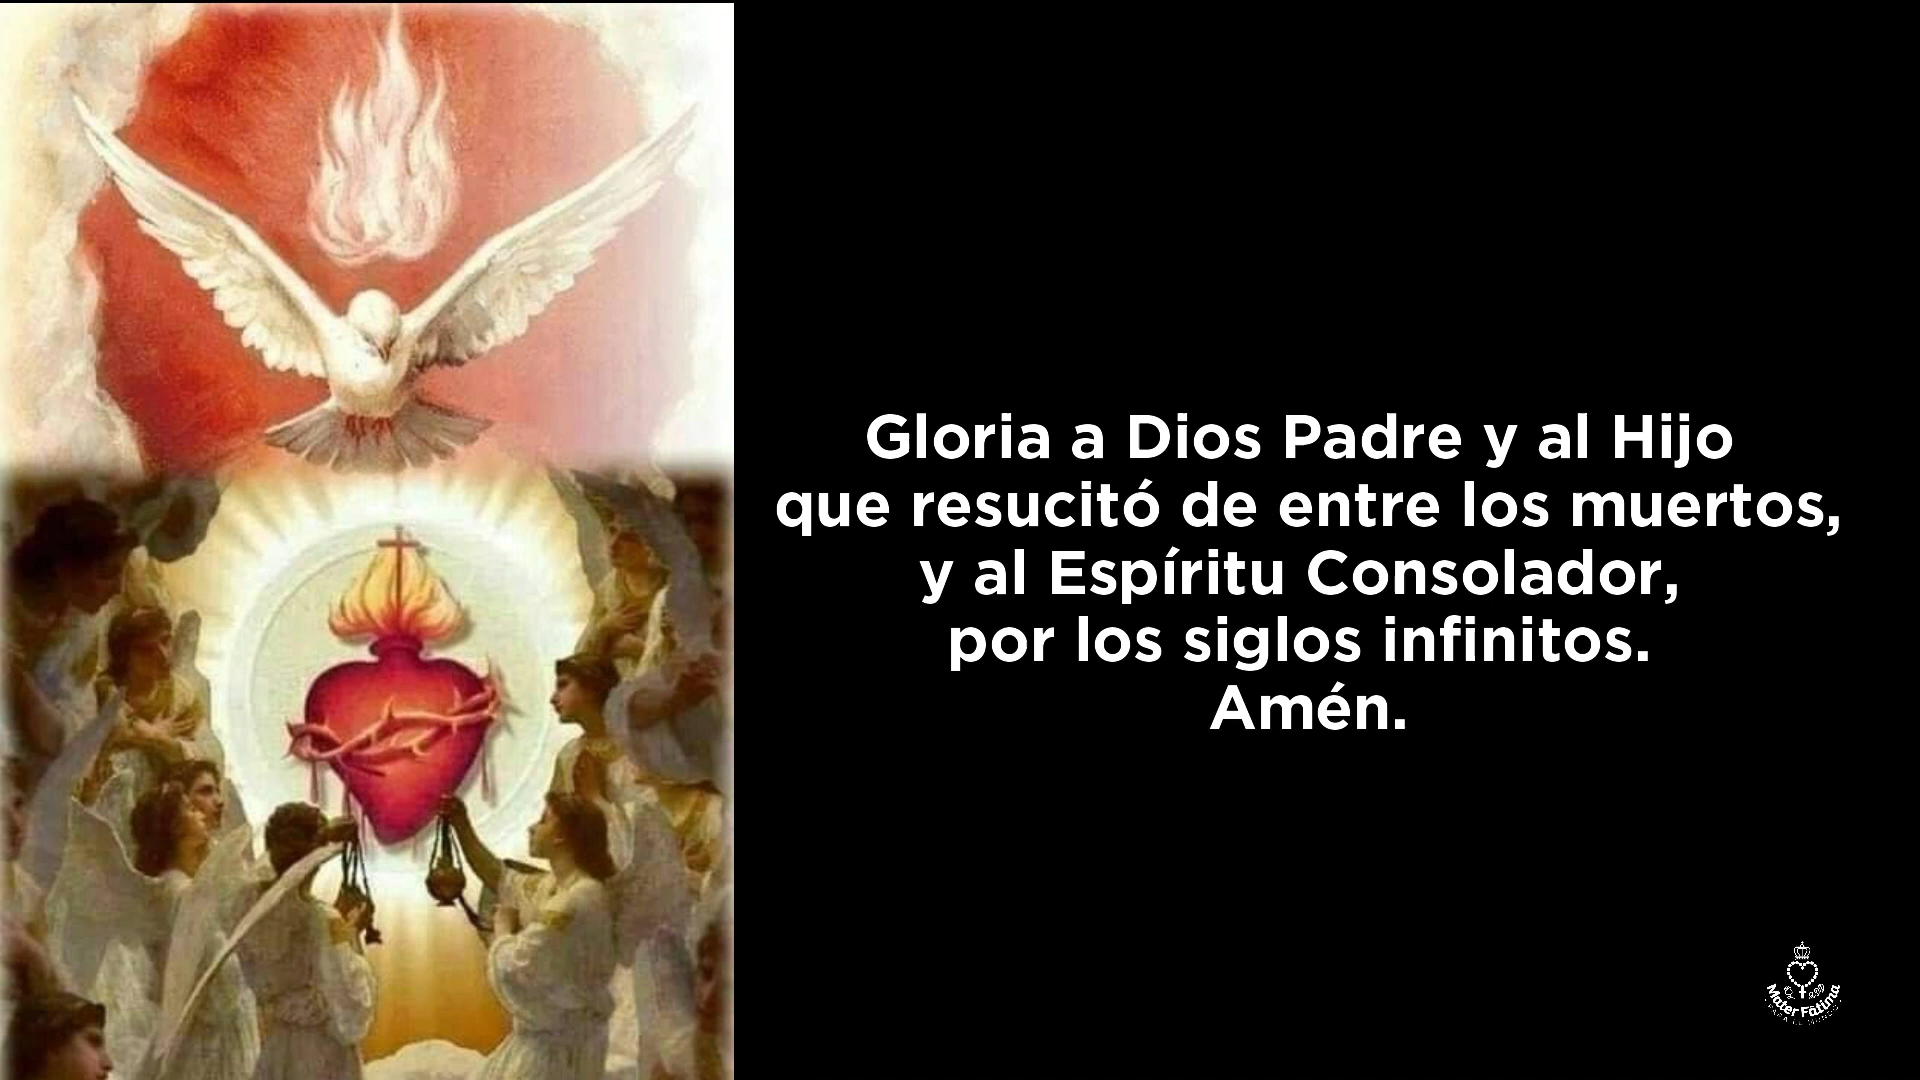 Gloria a Dios Padre y al Hijo
que resucitó de entre los muertos,
y al Espíritu Consolador,
por los siglos infinitos.
Amén.
Mater Fátima